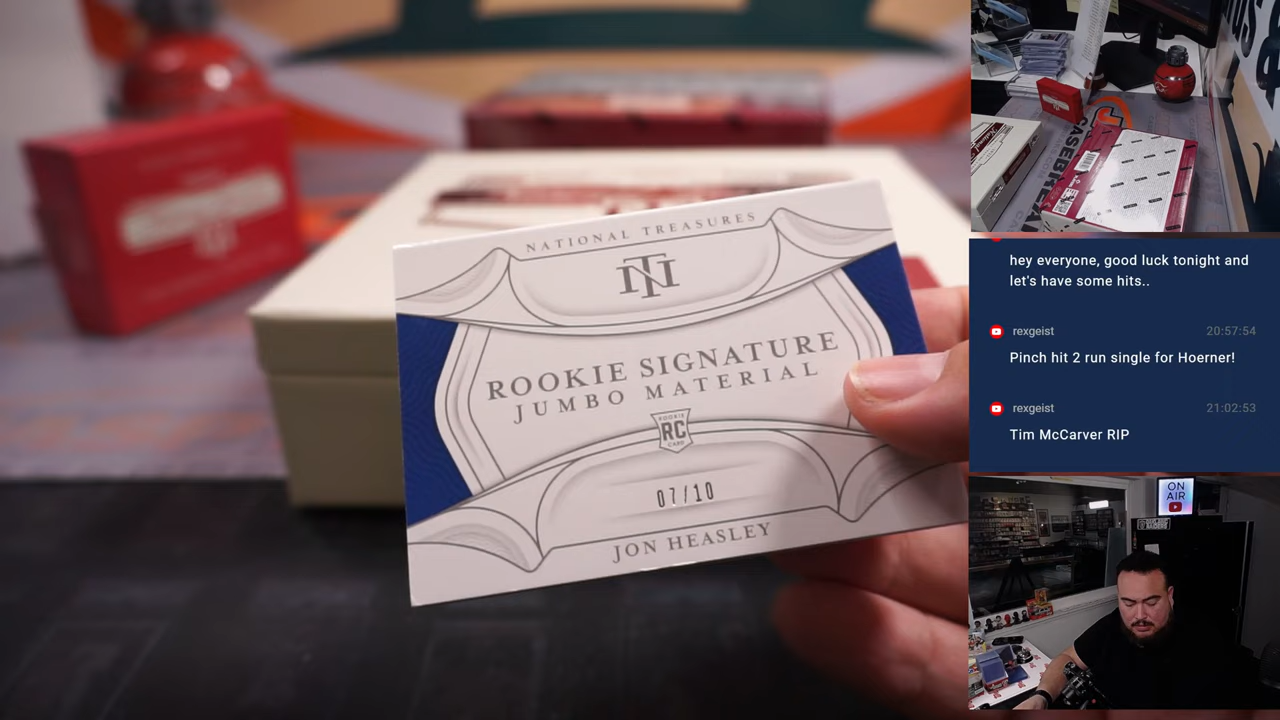 NATIONAL TREASURES
NT
ROOKIE SIGNATURE
JUMBO MATERIAL
ROOKIE
RC
CARD
07/10
JON HEASLY
hey everyone, good luck tonight and
let's have some hits..
rexgeist 20:57:54
Pinch hit 2 run single for Hoerner!
rexgeist 21:02:53
Tim McCarver RIP
ON
AIR